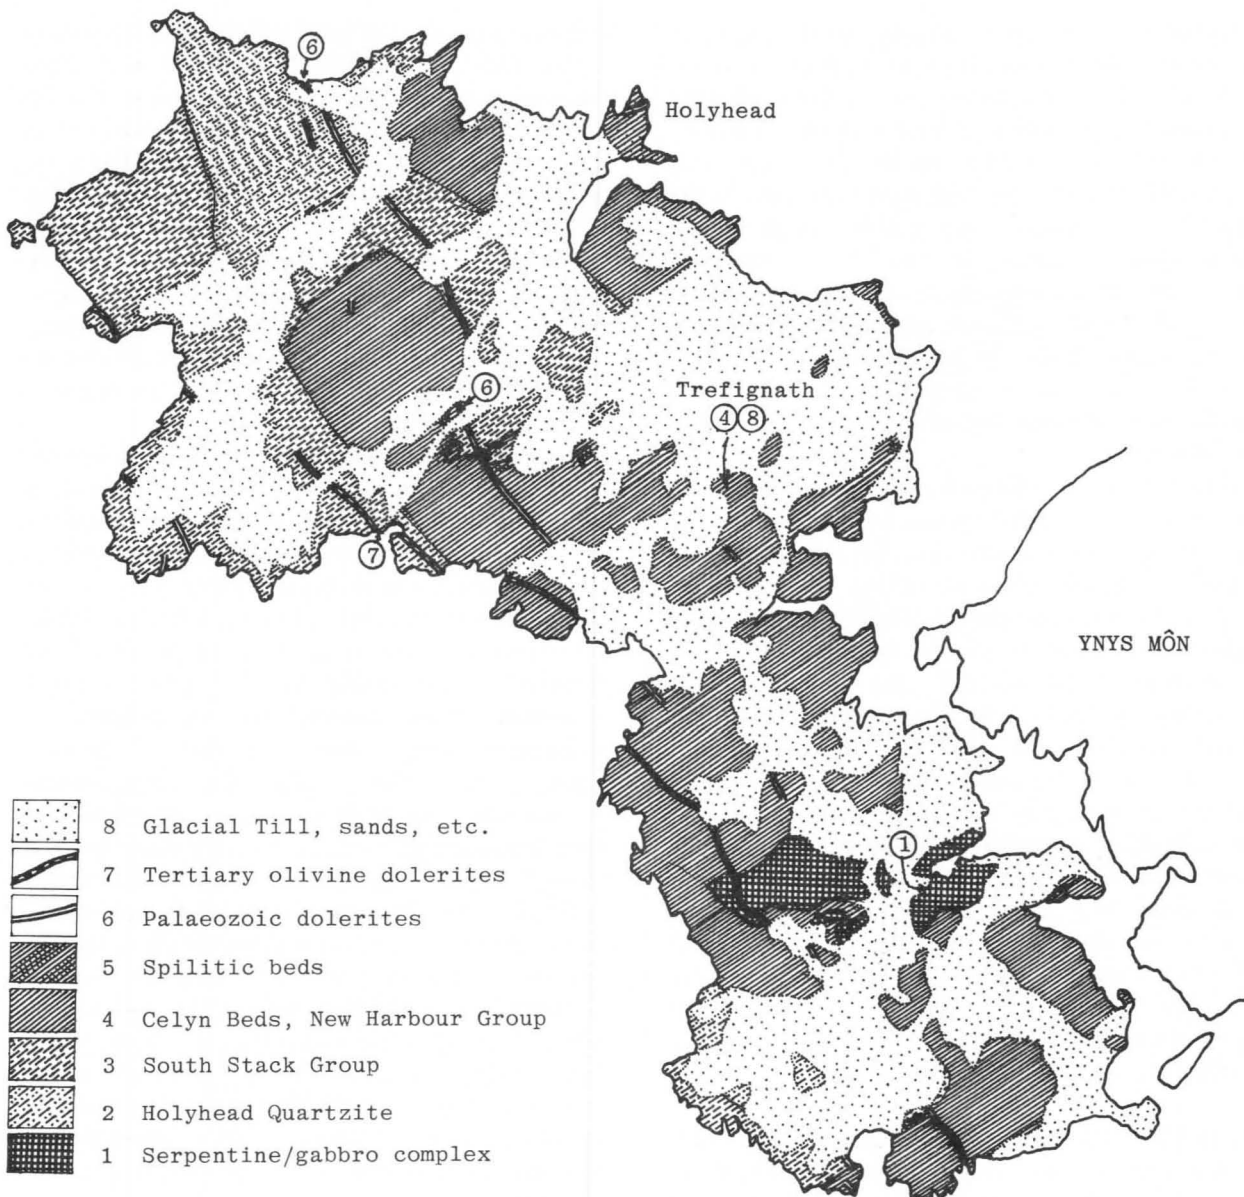 6
Holyhead
6
Trefignath
4 8
7
YNYS MÔN
1
8 Glacial Till, sands, etc.
7 Tertiary olivine dolerites
6 Palaeozoic dolerites
5 Spilitic beds
4 Celyn Beds, New Harbour Group
3 South Stack Group
2 Holyhead Quartzite
1 Serpentine/gabbro complex